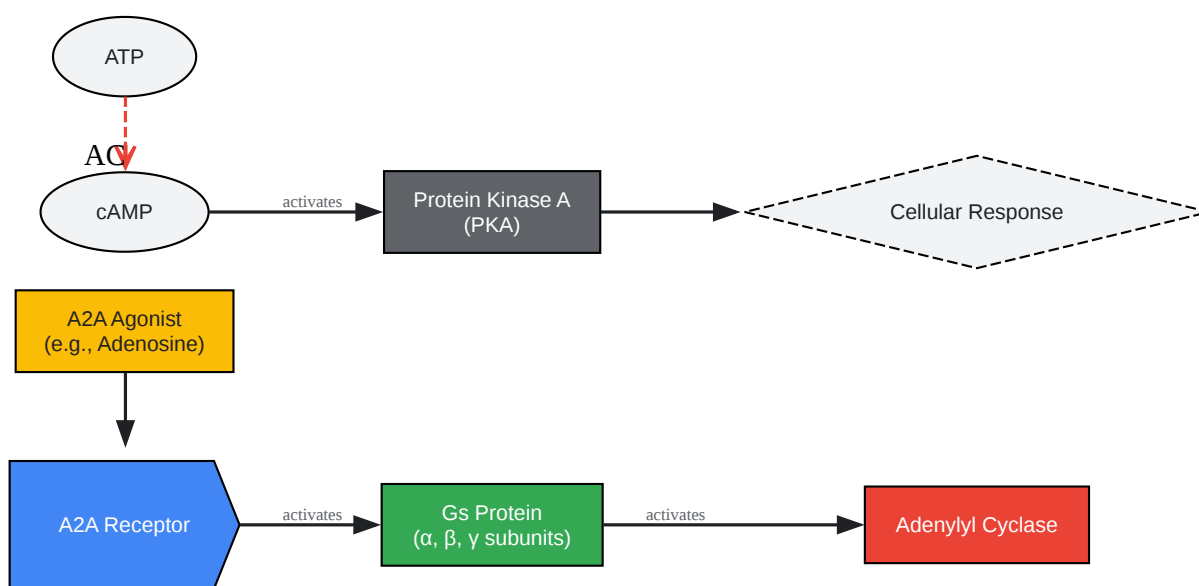 ATP
AC
cAMP
activates
Protein Kinase A
(PKA)
Cellular Response
A2A Agonist
(e.g., Adenosine)
A2A Receptor
activates
Gs Protein
(α, β, γ subunits)
activates
Adenylyl Cyclase